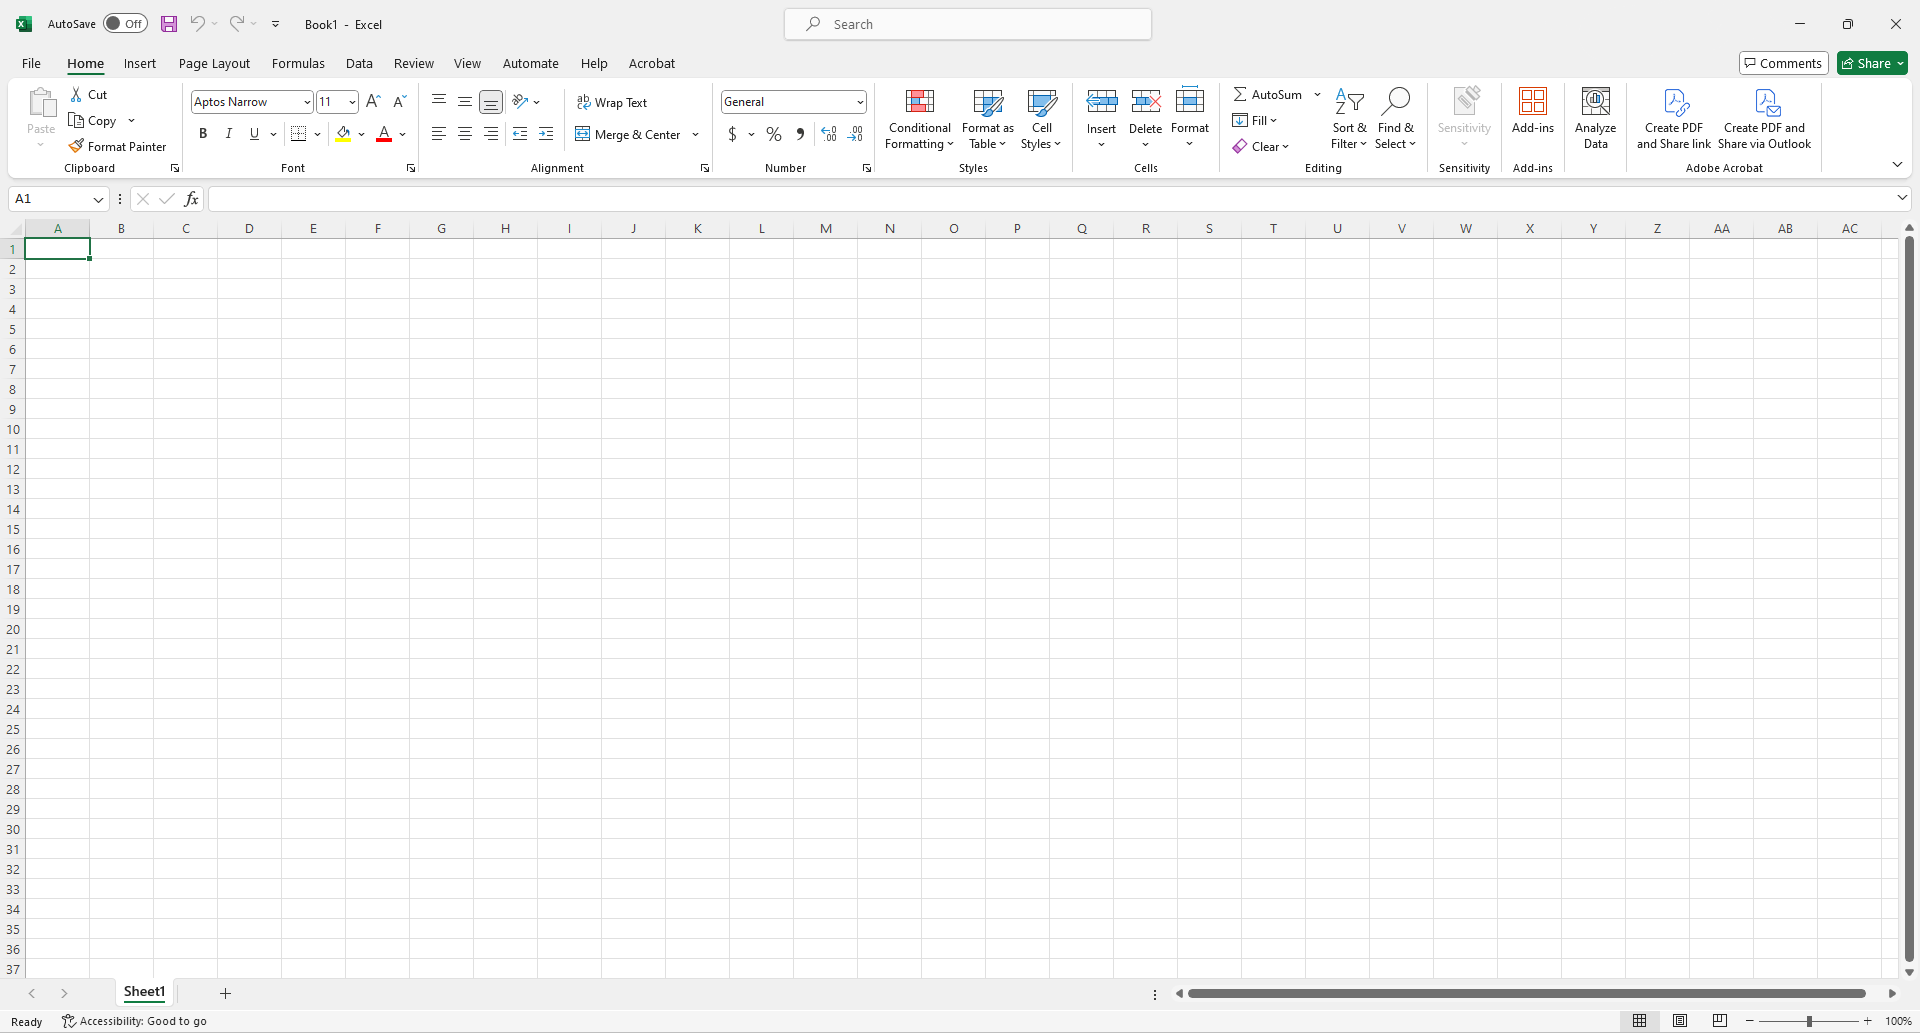 AutoSave Off Book1 - Excel Search
File Home Insert Page Layout Formulas Data Review View Automate Help Acrobat Comments Share
Paste
Cut
Copy
Format Painter
Clipboard
Aptos Narrow 11
B I U A
Font
Wrap Text
Merge & Center
Alignment
General
$ % 9 .00 .00
Number
Conditional
Formatting
Format as
Table
Cell
Styles
Styles
Insert
Delete
Format
Cells
AutoSum
Fill
Clear
Sort &
Filter
Find &
Select
Editing
Sensitivity
Sensitivity
Add-ins
Add-ins
Analyze
Data
Create PDF
and Share link
Create PDF and
Share via Outlook
Adobe Acrobat
A1 fx
A B C D E F G H I J K L M N O P Q R S T U V W X Y Z AA AB AC
1
2
3
4
5
6
7
8
9
10
11
12
13
14
15
16
17
18
19
20
21
22
23
24
25
26
27
28
29
30
31
32
33
34
35
36
37
Sheet1
Ready Accessibility: Good to go 100%